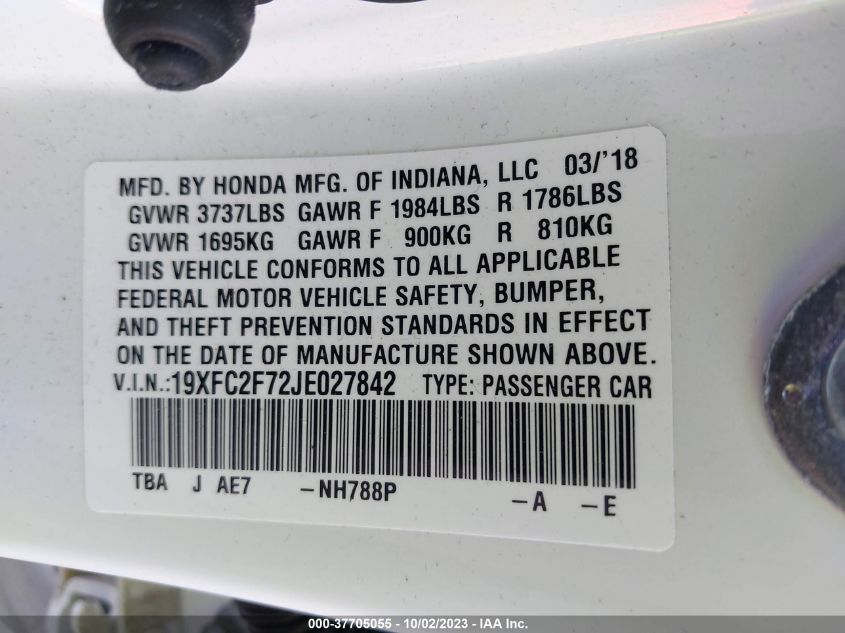 MFD. BY HONDA MFG. OF INDIANA, LLC 03/'18
GVWR 3737LBS GAWR F 1984LBS R 1786LBS
GVWR 1695KG GAWR F 900KG R 810KG
THIS VEHICLE CONFORMS TO ALL APPLICABLE
FEDERAL MOTOR VEHICLE SAFETY, BUMPER,
AND THEFT PREVENTION STANDARDS IN EFFECT
ON THE DATE OF MANUFACTURE SHOWN ABOVE.
V.I.N.:19XFC2F72JE027842 TYPE: PASSENGER CAR
TBA J AE7 -NH788P -A -E
000-37705055 - 10/02/2023 - IAA Inc.